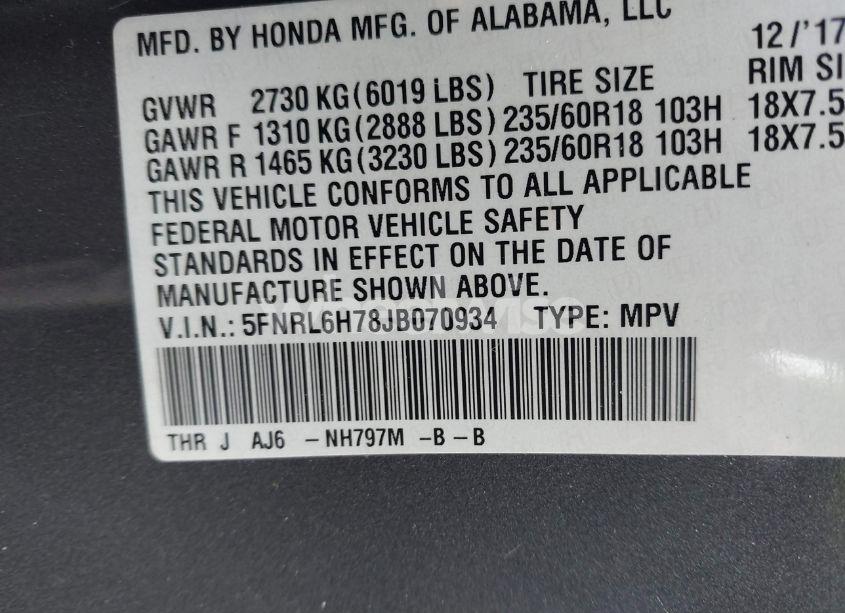 MFD. BY HONDA MFG. OF ALABAMA, LLC 12/'17
GVWR 2730 KG(6019 LBS) TIRE SIZE RIM SI
GAWR F 1310 KG(2888 LBS) 235/60R18 103H 18X7.5
GAWR R 1465 KG(3230 LBS) 235/60R18 103H 18X7.5
THIS VEHICLE CONFORMS TO ALL APPLICABLE
FEDERAL MOTOR VEHICLE SAFETY
STANDARDS IN EFFECT ON THE DATE OF
MANUFACTURE SHOWN ABOVE.
V.I.N.: 5FNRL6H78JB070934 TYPE: MPV
THR J AJ6 -NH797M -B-B